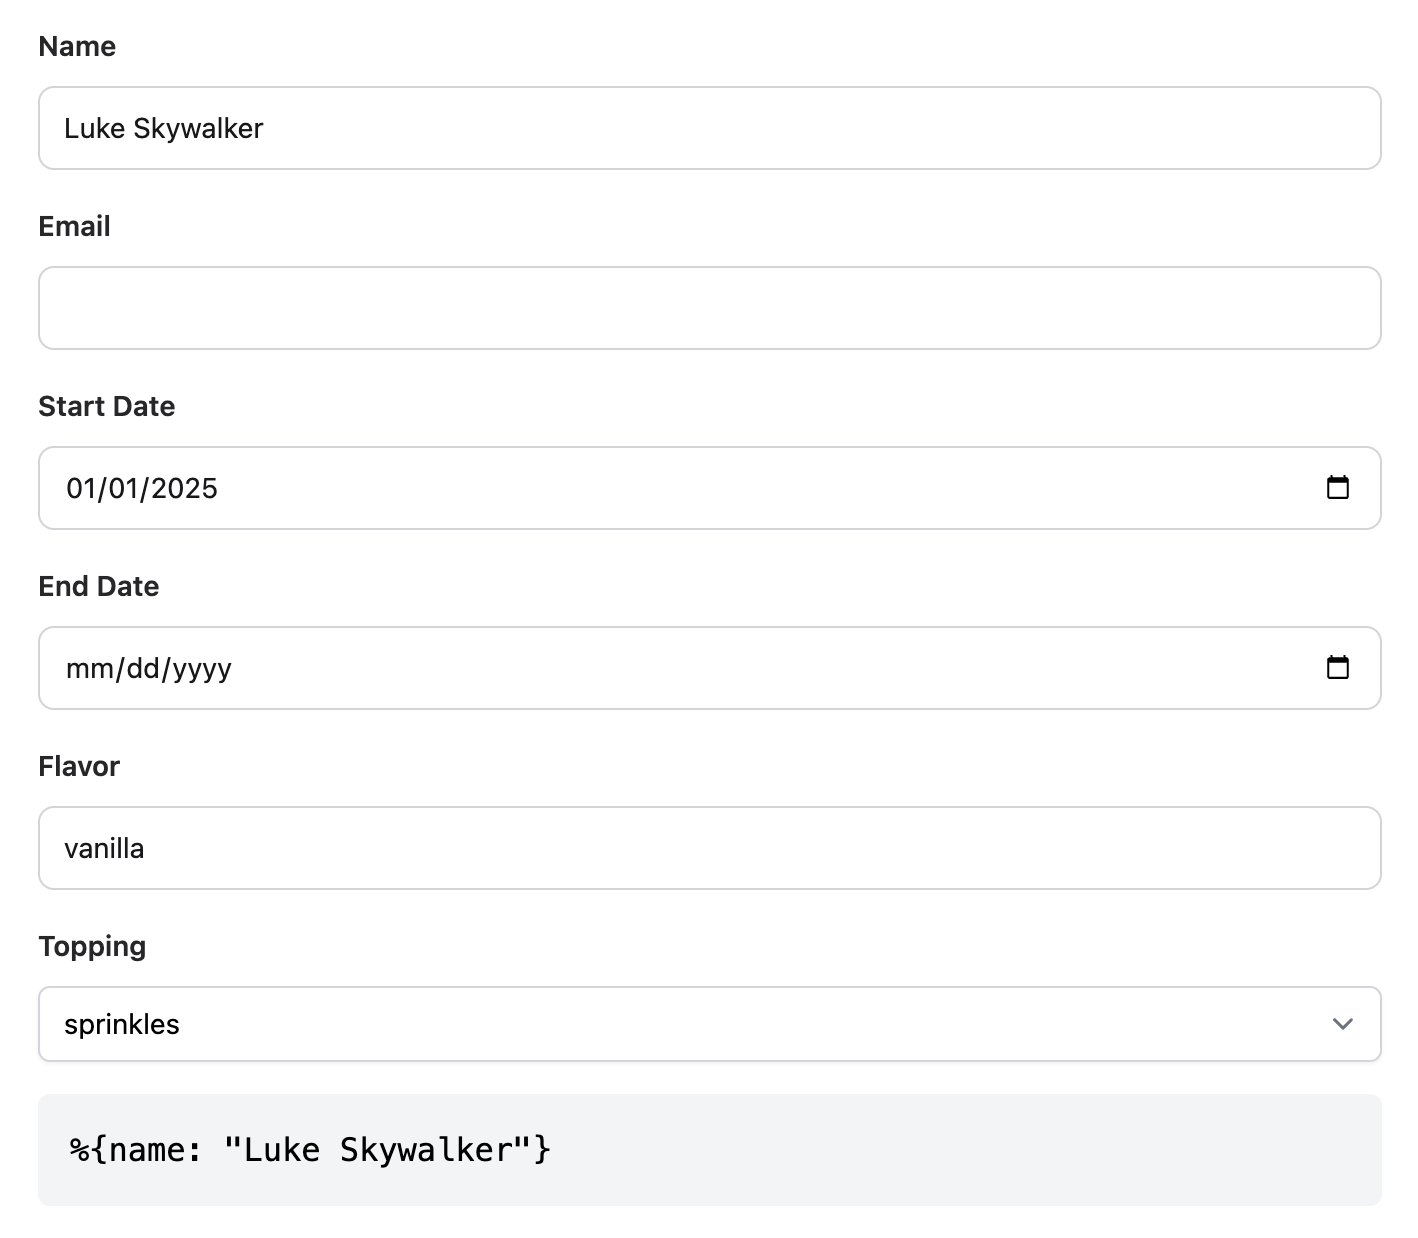 Name
Luke Skywalker
Email
Start Date
01/01/2025
End Date
mm/dd/yyyy
Flavor
vanilla
Topping
sprinkles
%{name: "Luke Skywalker"}